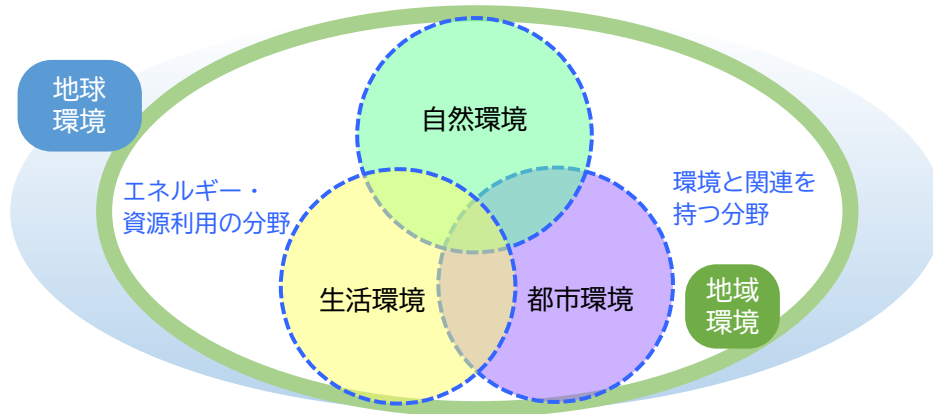 地球
環境
自然環境
エネルギー・
資源利用の分野
環境と関連を
持つ分野
生活環境
都市環境
地域
環境